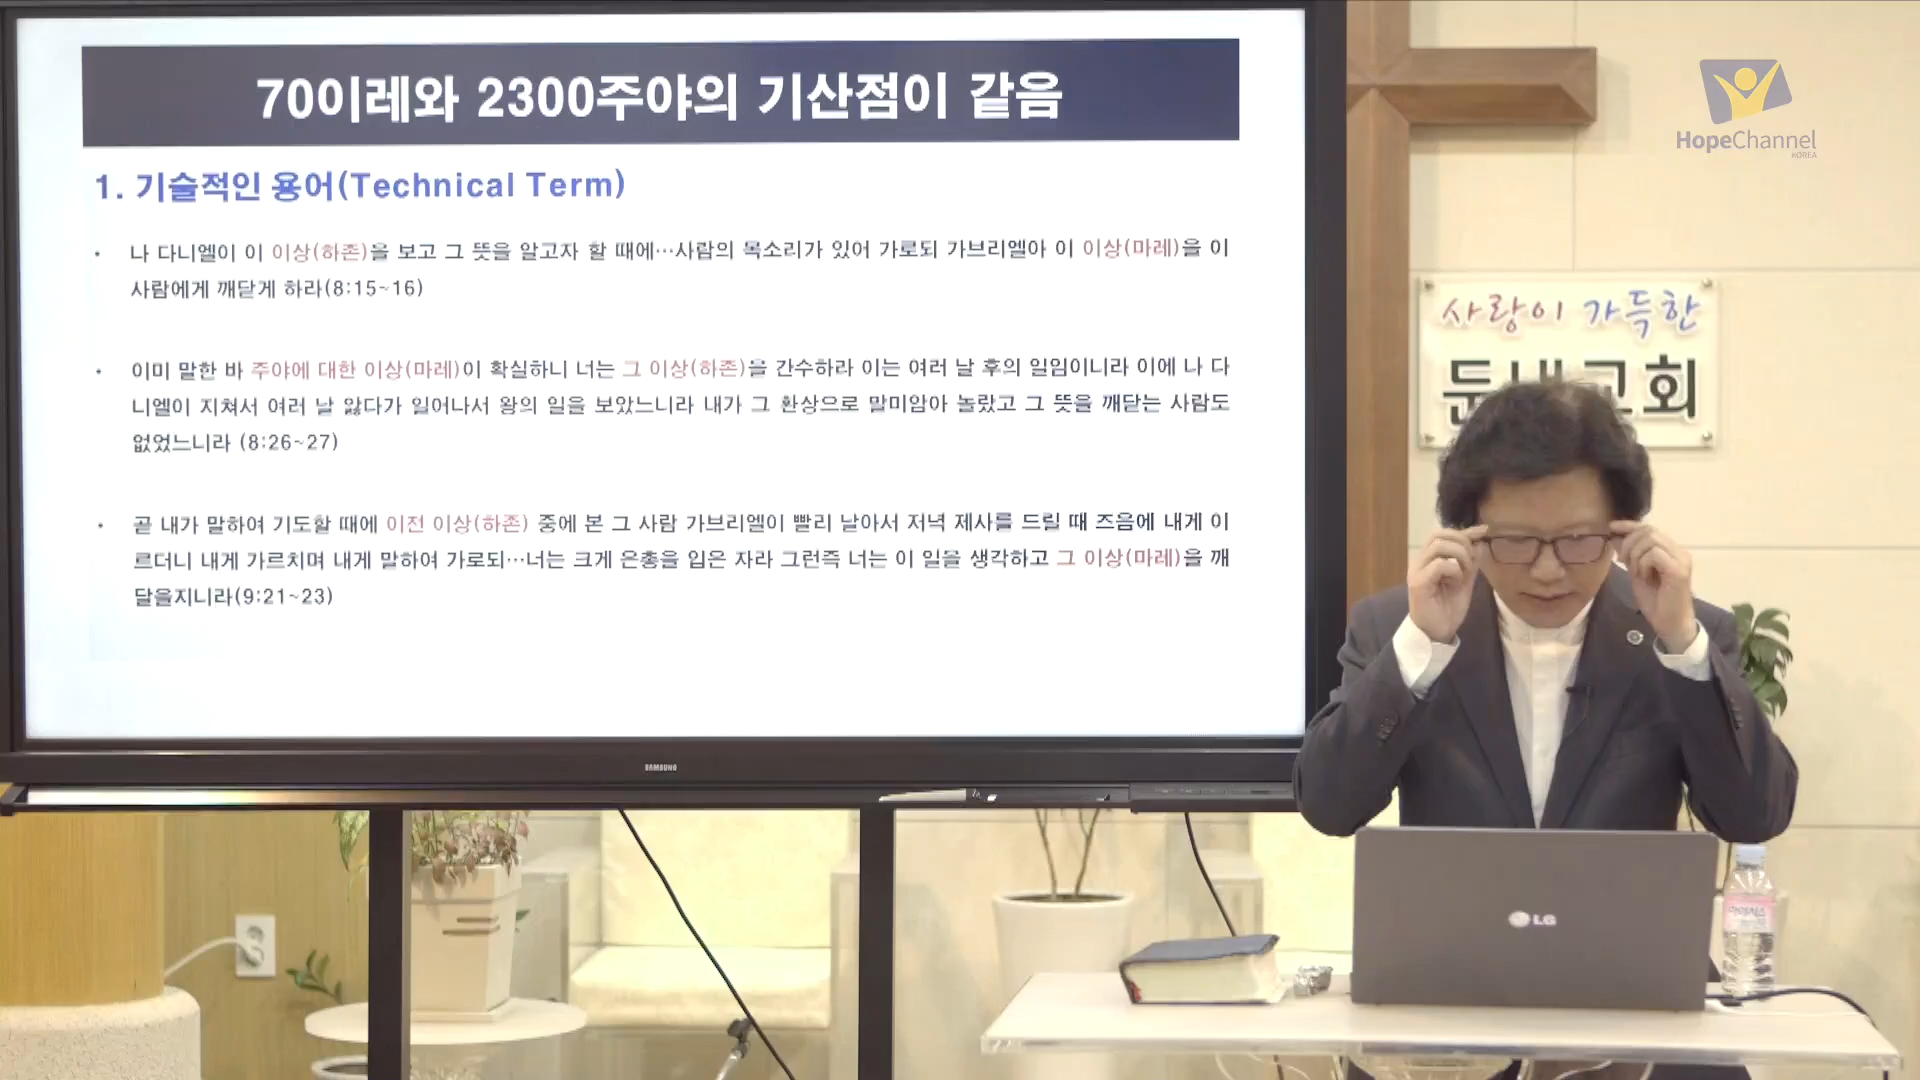 70이레와 2300주야의 기산점이 같음
1. 기술적인 용어(Technical Term)
• 나 다니엘이 이 이상(하존)을 보고 그 뜻을 알고자 할 때에…사람의 목소리가 있어 가로되 가브리엘아 이 이상(마레)을 이
사람에게 깨닫게 하라(8:15~16)
• 이미 말한 바 주야에 대한 이상(마레)이 확실하니 너는 그 이상(하존)을 간수하라 이는 여러 날 후의 일임이니라 이에 나 다
니엘이 지쳐서 여러 날 앓다가 일어나서 왕의 일을 보았느니라 내가 그 환상으로 말미암아 놀랐고 그 뜻을 깨닫는 사람도
없었느니라 (8:26~27)
• 곧 내가 말하여 기도할 때에 이전 이상(하존) 중에 본 그 사람 가브리엘이 빨리 날아서 저녁 제사를 드릴 때 즈음에 내게 이
르더니 내게 가르치며 내게 말하여 가로되…너는 크게 은총을 입은 자라 그런즉 너는 이 일을 생각하고 그 이상(마레)을 깨
달을지니라(9:21~23)
SAMSUNG
HopeChannel
KOREA
사랑이 가득한
둔내교회
LG